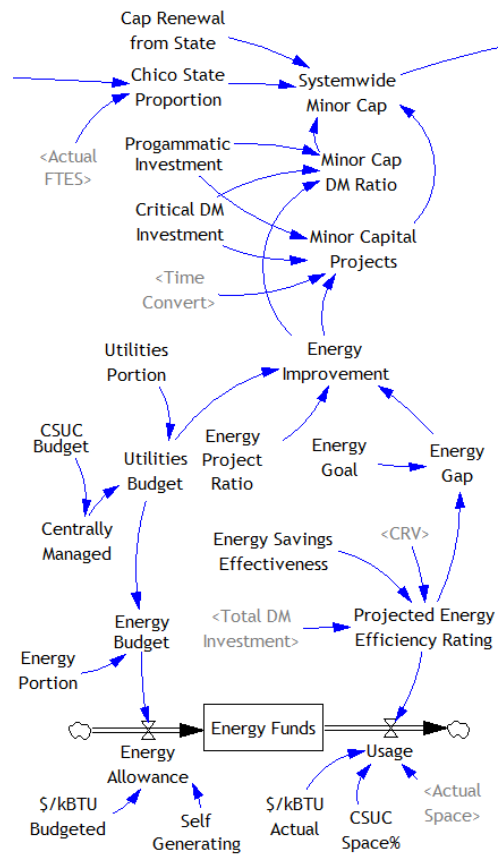 Cap Renewal
from State
Chico State
Proportion
Systemwide
Minor Cap
<Actual
FTES>
Progammatic
Investment
Minor Cap
DM Ratio
Critical DM
Investment
Minor Capital
Projects
<Time
Convert>
Utilities
Portion
Energy
Improvement
CSUC
Budget
Utilities
Budget
Energy
Project
Ratio
Energy
Goal
Energy
Gap
Centrally
Managed
Energy Savings
Effectiveness
<CRV>
<Total DM
Investment>
Projected Energy
Efficiency Rating
Energy
Budget
Energy
Portion
Energy Funds
Energy
Allowance
Usage
$/kBTU
Budgeted
Self
Generating
$/kBTU
Actual
CSUC
Space%
<Actual
Space>